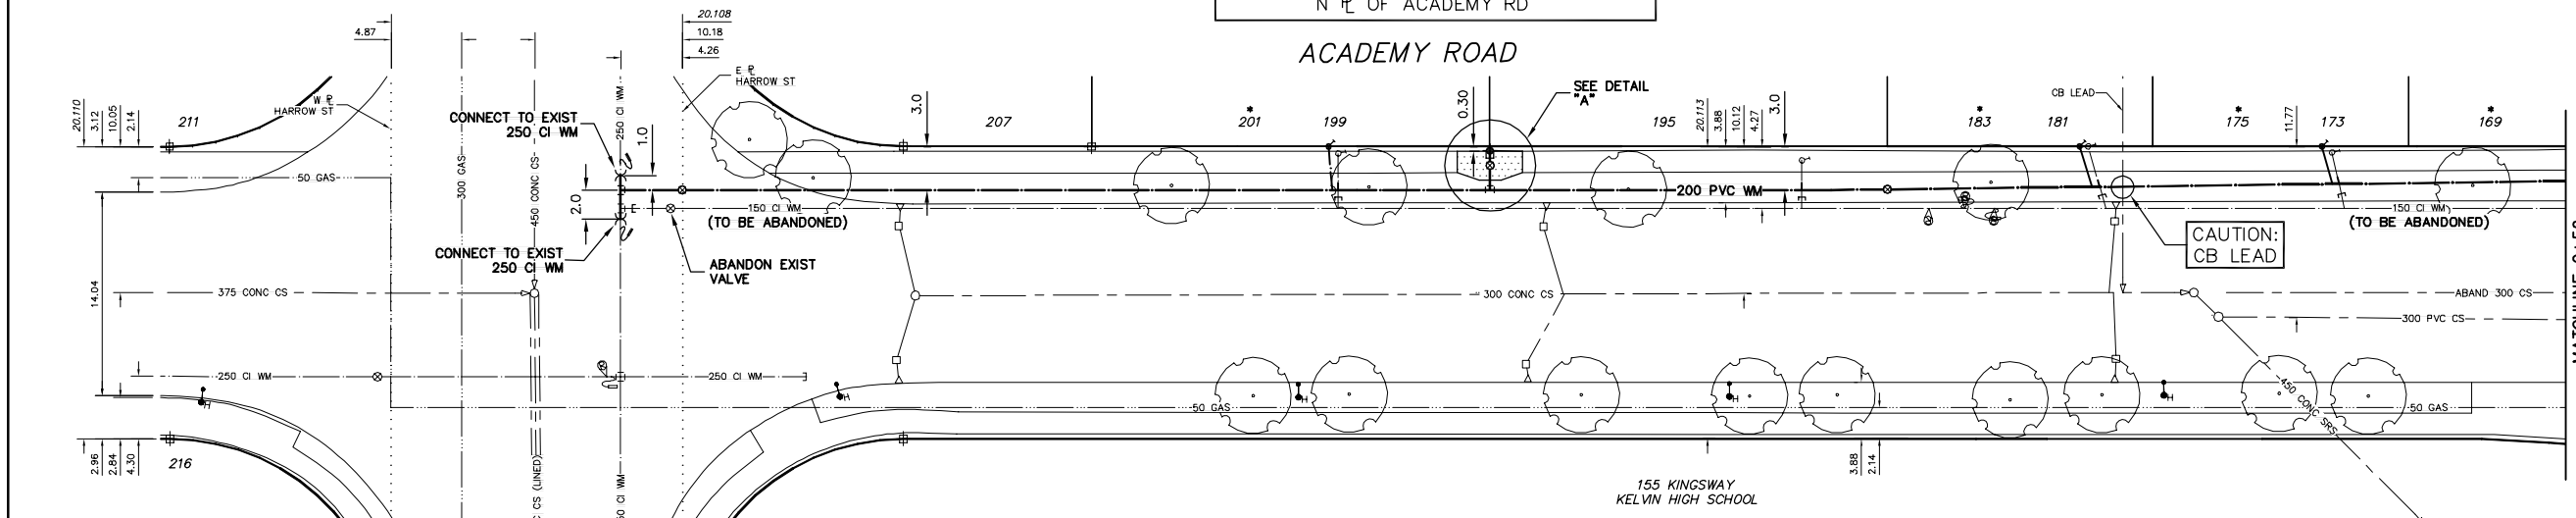 N ℙL OF ACADEMY RD
ACADEMY ROAD
20.108
4.87
10.18
4.26
W ℙL
HARROW ST
E ℙL
HARROW ST
20.110
3.12
10.05
2.14
211
CONNECT TO EXIST
250 CI WM
250 CI WM
1.0
3.0
207
*
201
199
0.30
SEE DETAIL
"A"
195
20.113
3.88
10.12
4.27
3.0
CB LEAD
*
183
181
*
175
11.77
173
*
169
50 GAS
300 GAS
450 CONC CS
2.0
E
150 CI WM
(TO BE ABANDONED)
200 PVC WM
150 CI WM
(TO BE ABANDONED)
CONNECT TO EXIST
250 CI WM
ABANDON EXIST
VALVE
CAUTION:
CB LEAD
14.04
375 CONC CS
300 CONC CS
ABAND 300 CS
300 PVC CS
250 CI WM
250 CI WM
H
H
H
H
H
50 GAS
50 GAS
450 CONC SRS
2.96
2.84
4.30
216
CS (LINED)
CI WM
3.88
2.14
155 KINGSWAY
KELVIN HIGH SCHOOL